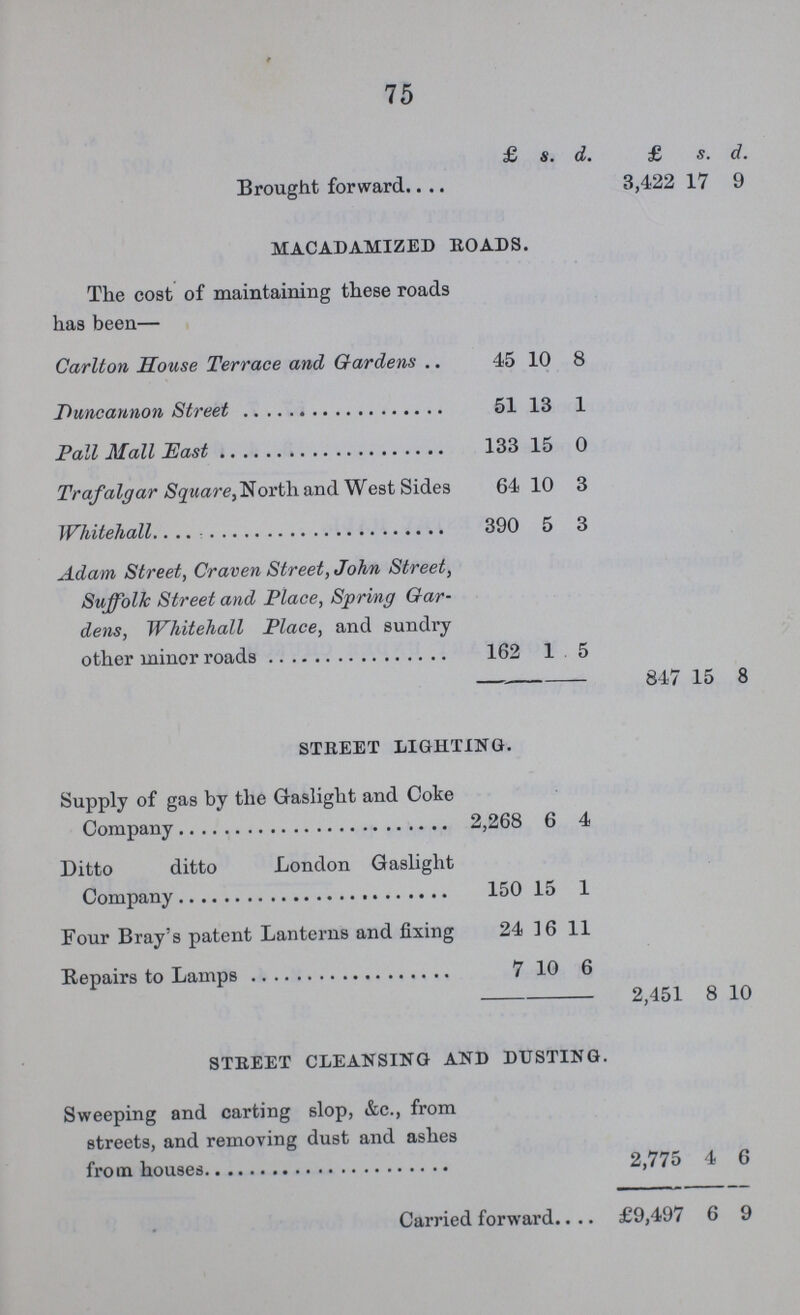 75
£ s. d. £ s. d.
Brought forward.... 3,422 17 9
MACADAMIZED ROADS.
The cost of maintaining these roads
has been—
Carlton House Terrace and Gardens .. 45 10 8
Duncannon Street .................... 51 13 1
Pall Mall East ...................... 133 15 0
Trafalgar Square, North and West Sides 64 10 3
Whitehall............................ 390 5 3
Adam Street, Craven Street, John Street,
Suffolk Street and Place, Spring Gar-
dens, Whitehall Place, and sundry
other minor roads .................. 162 1 5
847 15 8
STREET LIGHTING.
Supply of gas by the Gaslight and Coke
Company .......................... 2,268 6 4
Ditto ditto London Gaslight
Company .......................... 150 15 1
Four Bray's patent Lanterns and fixing 24 16 11
Repairs to Lamps .................... 7 10 6
2,451 8 10
STREET CLEANSING AND DUSTING.
Sweeping and carting slop, &c., from
streets, and removing dust and ashes
from houses........................ 2,775 4 6
Carried forward.... £9,497 6 9